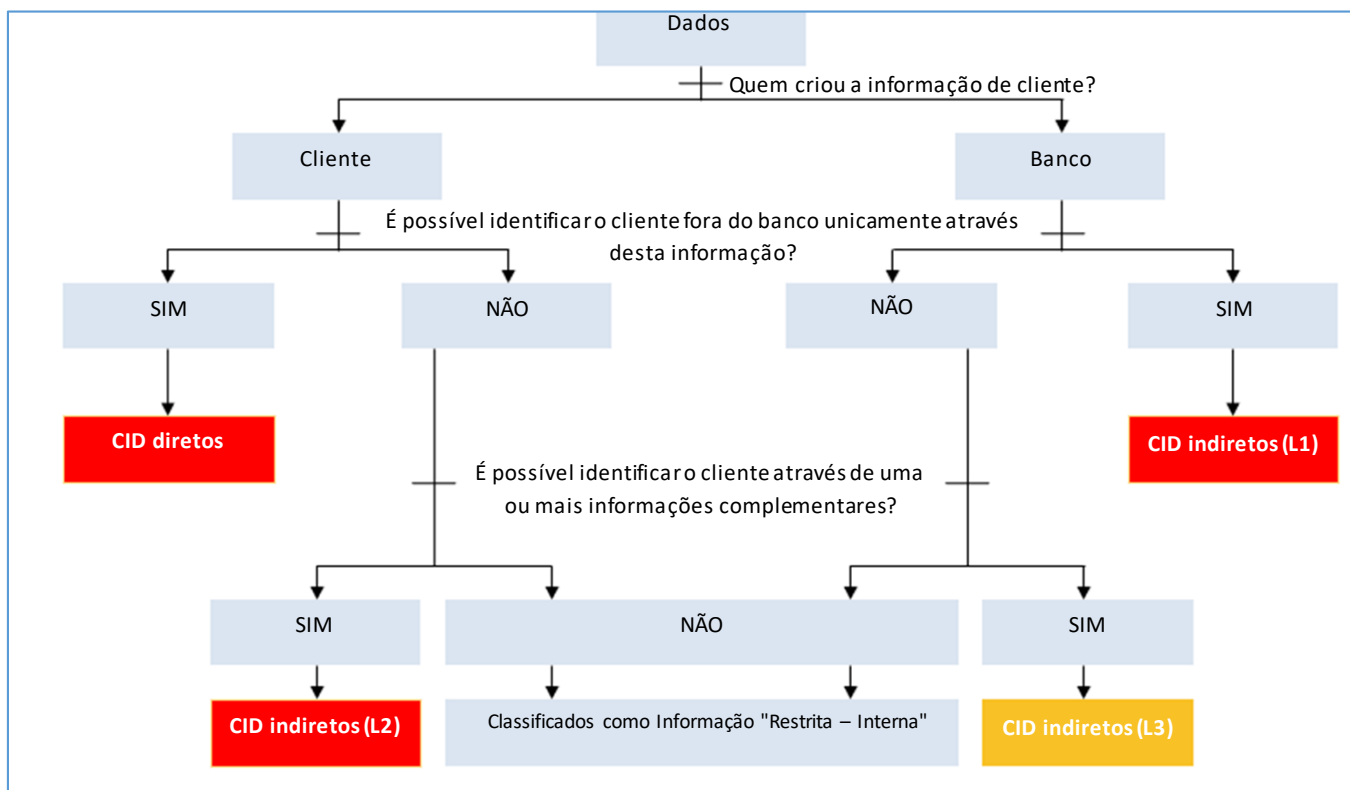 Dados
Quem criou a informação de cliente?
Cliente
Banco
É possível identificar o cliente fora do banco unicamente através
desta informação?
SIM
NÃO
NÃO
SIM
CID diretos
CID indiretos (L1)
É possível identificar o cliente através de uma
ou mais informações complementares?
SIM
NÃO
SIM
CID indiretos (L2)
Classificados como Informação "Restrita – Interna"
CID indiretos (L3)